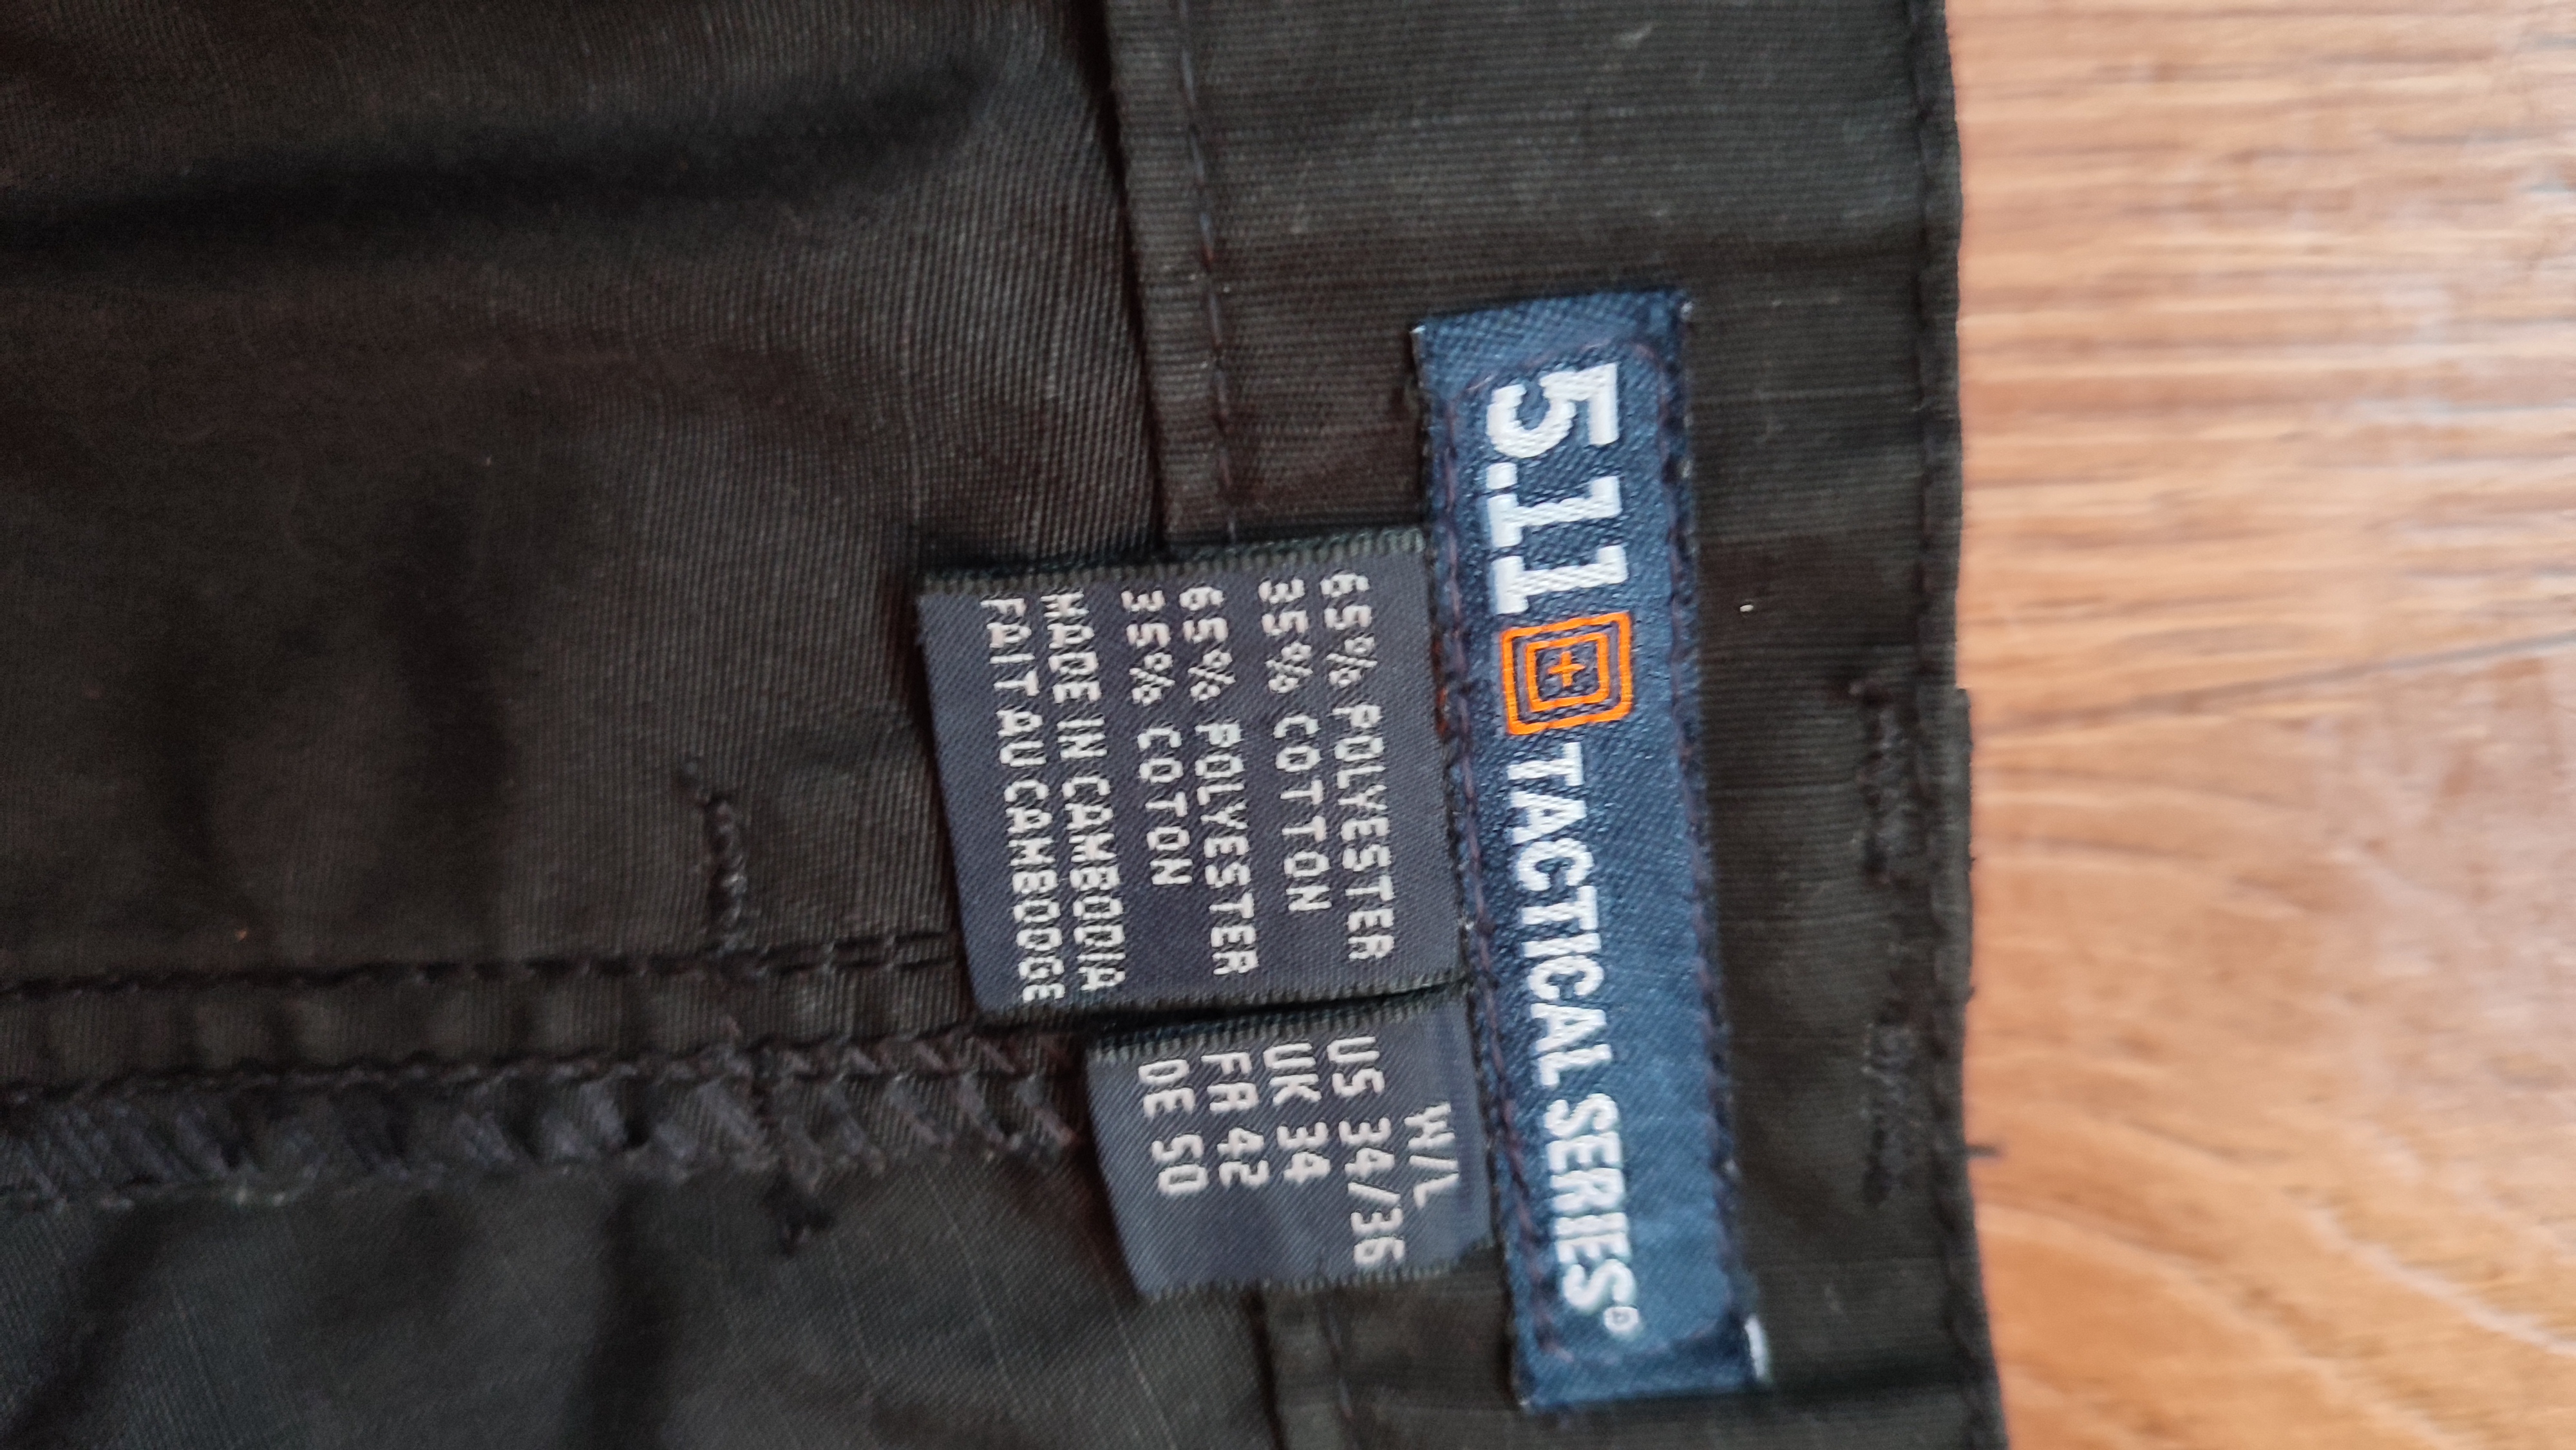 5.11 TACTICAL SERIES®
65% POLYESTER
35% COTTON
65% POLYESTER
35% COTON
MADE IN CAMBODIA
FAIT AU CAMBODGE
W/L
US 34/36
UK 34
FR 42
DE 50